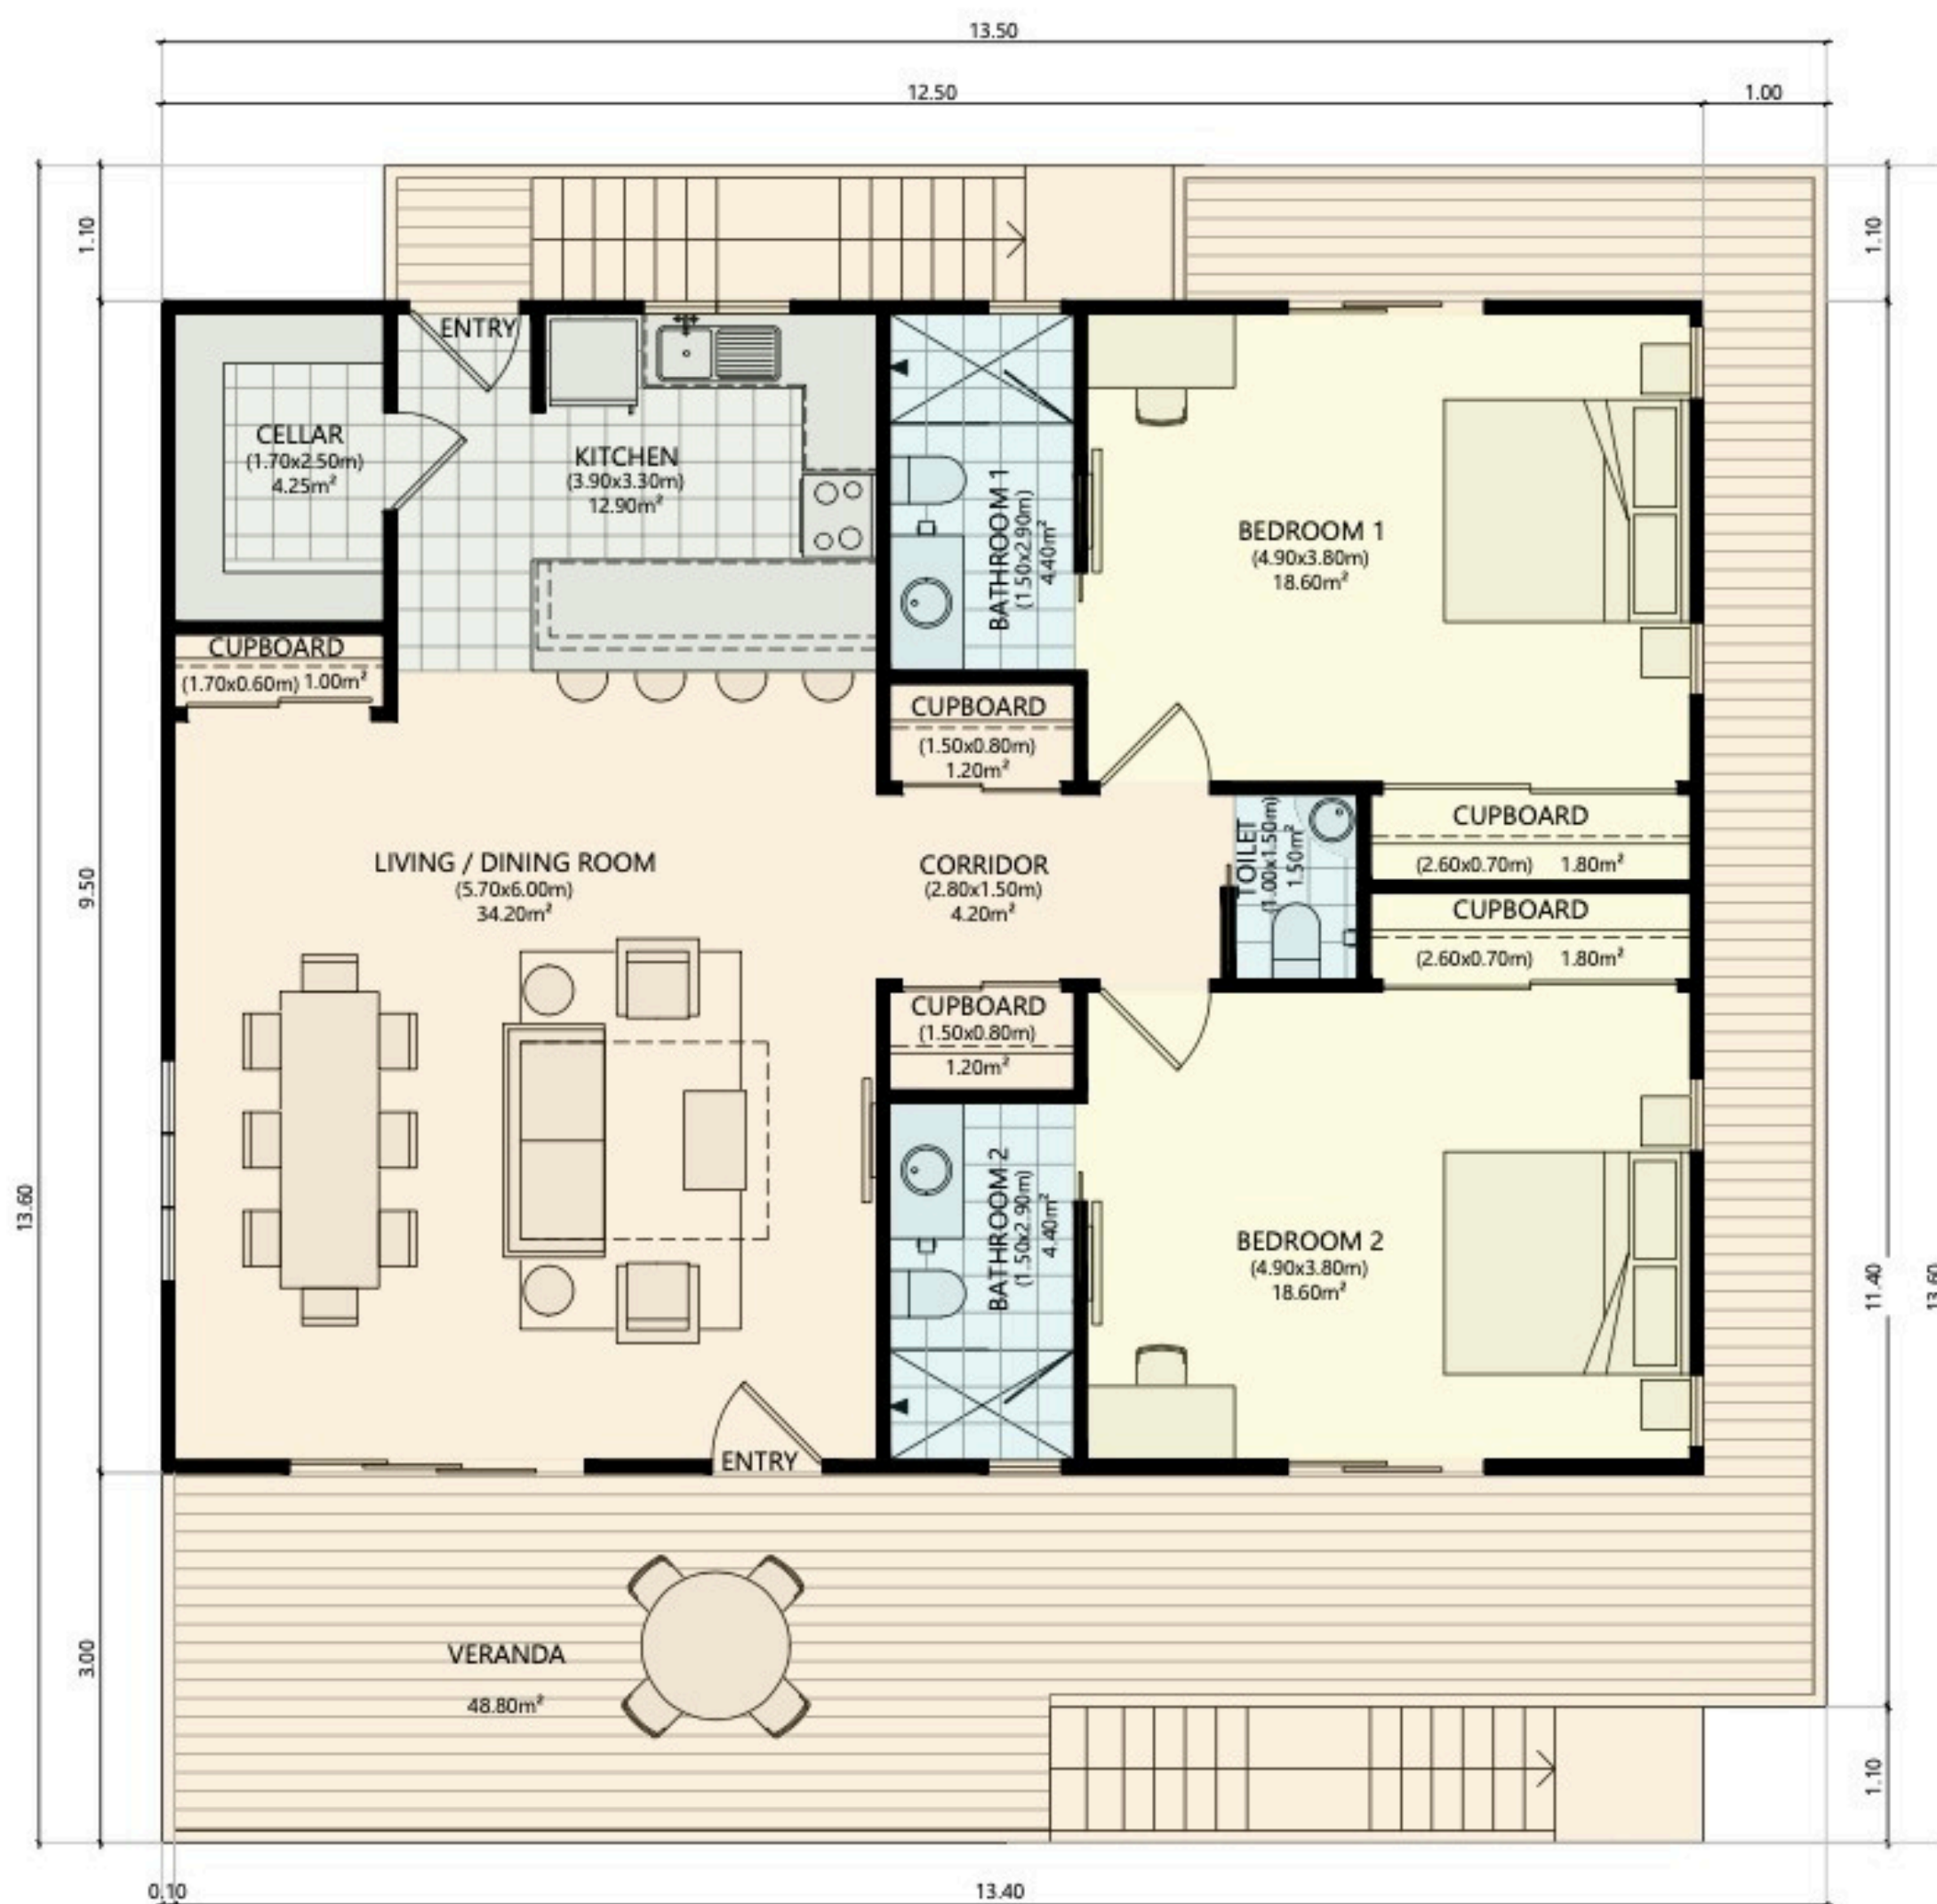 13.50
12.50
1.00
1.10
1.10
ENTRY
CELLAR
(1.70x2.50m)
4.25m²
KITCHEN
(3.90x3.30m)
12.90m²
BATHROOM 1
(1.50x2.90m)
4.40m²
BEDROOM 1
(4.90x3.80m)
18.60m²
CUPBOARD
(1.70x0.60m) 1.00m²
CUPBOARD
(1.50x0.80m)
1.20m²
LIVING / DINING ROOM
(5.70x6.00m)
34.20m²
CORRIDOR
(2.80x1.50m)
4.20m²
TOILET
(1.00x1.50m)
1.50m²
CUPBOARD
(2.60x0.70m) 1.80m²
CUPBOARD
(2.60x0.70m) 1.80m²
9.50
CUPBOARD
(1.50x0.80m)
1.20m²
13.60
BATHROOM 2
(1.50x2.90m)
4.40m²
BEDROOM 2
(4.90x3.80m)
18.60m²
11.40
13.60
ENTRY
VERANDA
48.80m²
3.00
1.10
0.10
13.40